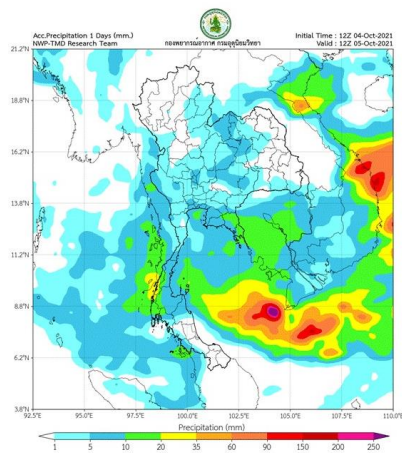 Acc.Precipitation 1 Days (mm.)
Initial Time : 12Z 04-Oct-2021
NWP-TMD Research Team
กองพยากรณ์อากาศ กรมอุตุนิยมวิทยา
Valid : 12Z 05-Oct-2021
21.2°N
18.8°N
16.2°N
13.8°N
11.2°N
8.8°N
6.2°N
3.8°N
92.5°E 95.0°E 97.5°E 100.0°E 102.5°E 105.0°E 107.5°E 110.0°E
Precipitation (mm)
1 5 10 20 35 60 90 150 200 250